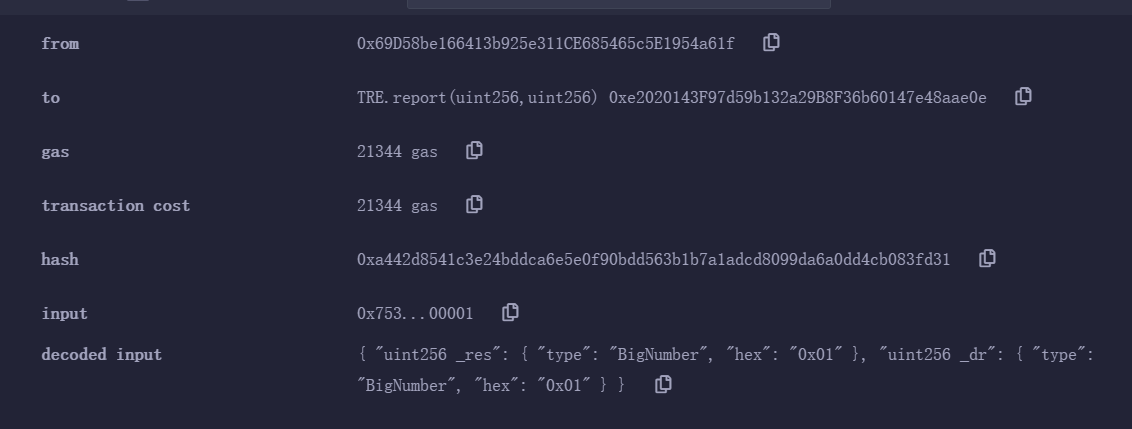 from 0x69D58be166413b925e311CE685465c5E1954a61f
to TRE.report(uint256,uint256) 0xe2020143F97d59b132a29B8F36b60147e48aae0e
gas 21344 gas
transaction cost 21344 gas
hash 0xa442d8541c3e24bddca6e5e0f90bdd563b1b7a1adcd8099da6a0dd4cb083fd31
input 0x753...00001
decoded input { "uint256 _res": { "type": "BigNumber", "hex": "0x01" }, "uint256 _dr": { "type":
"BigNumber", "hex": "0x01" } }